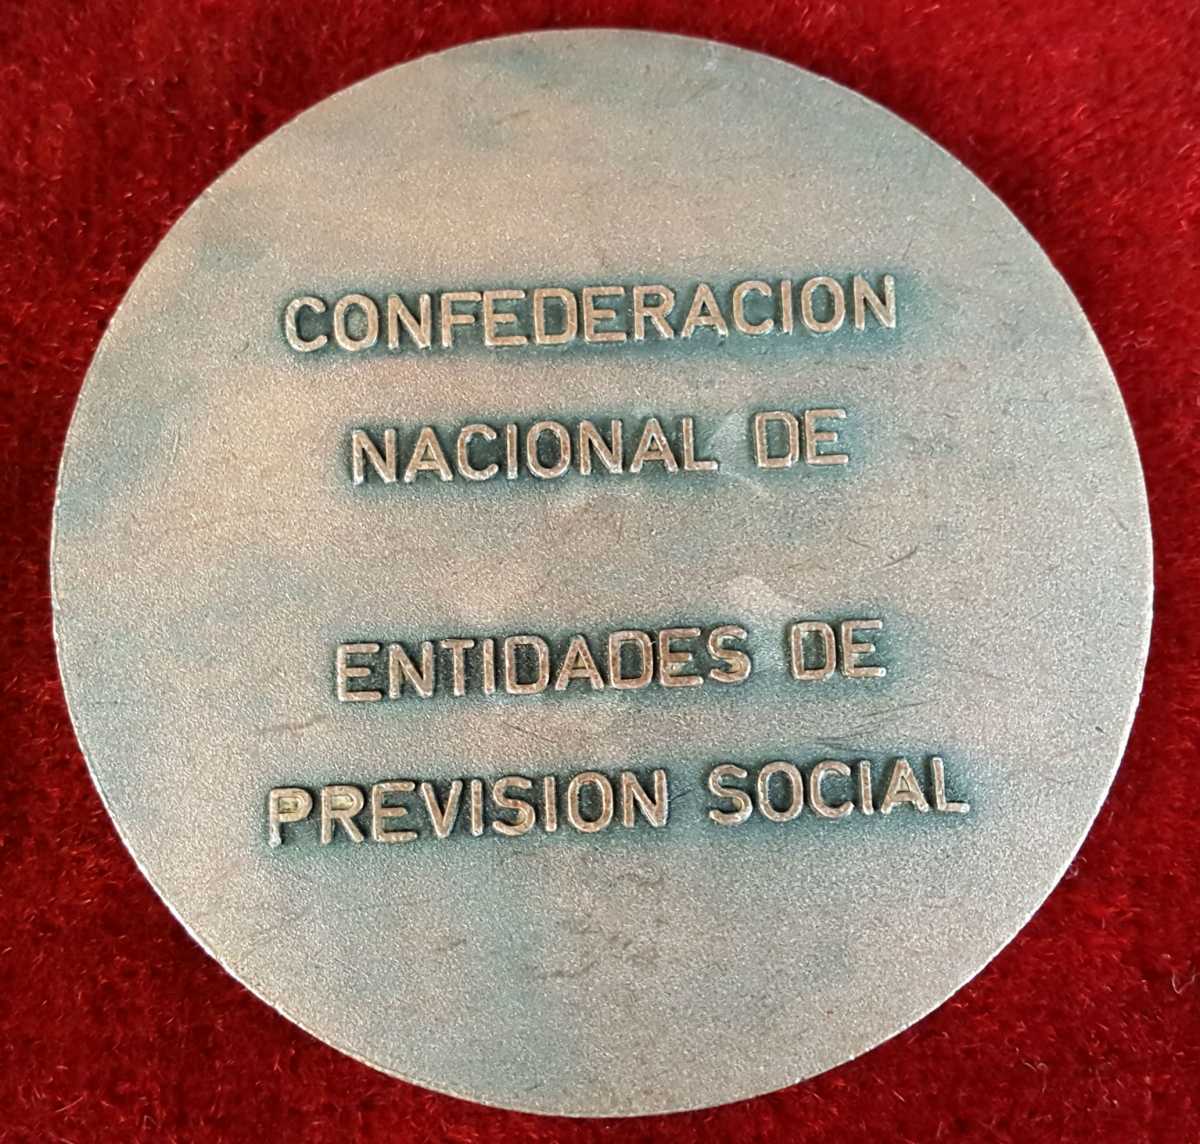 CONFEDERACION
NACIONAL DE
ENTIDADES DE
PREVISION SOCIAL